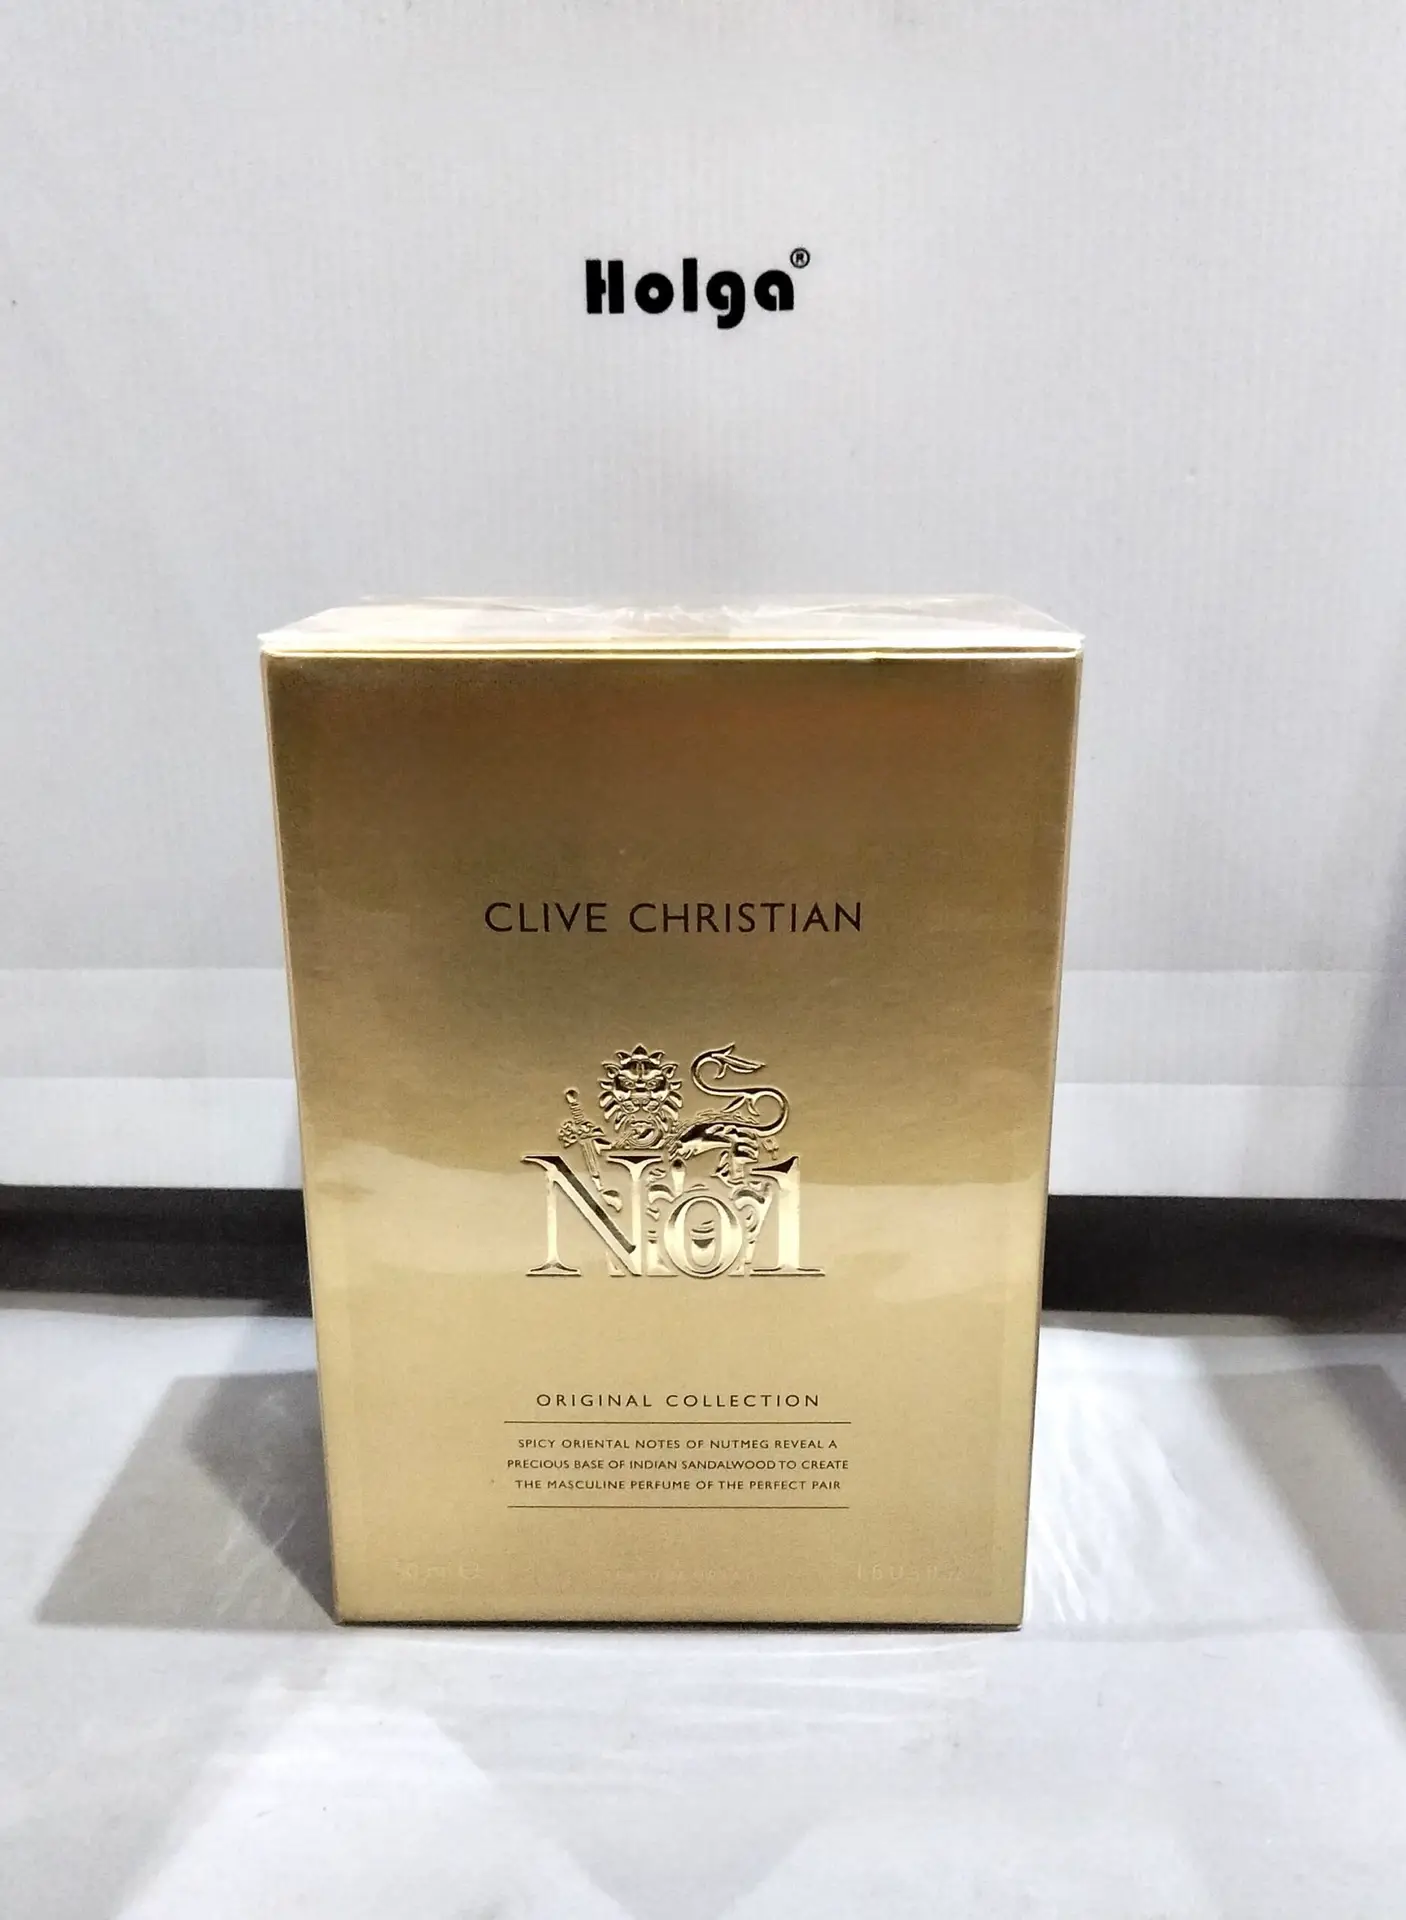 Holga®
CLIVE CHRISTIAN
No1
ORIGINAL COLLECTION
SPICY ORIENTAL NOTES OF NUTMEG REVEAL A
PRECIOUS BASE OF INDIAN SANDALWOOD TO CREATE
THE MASCULINE PERFUME OF THE PERFECT PAIR